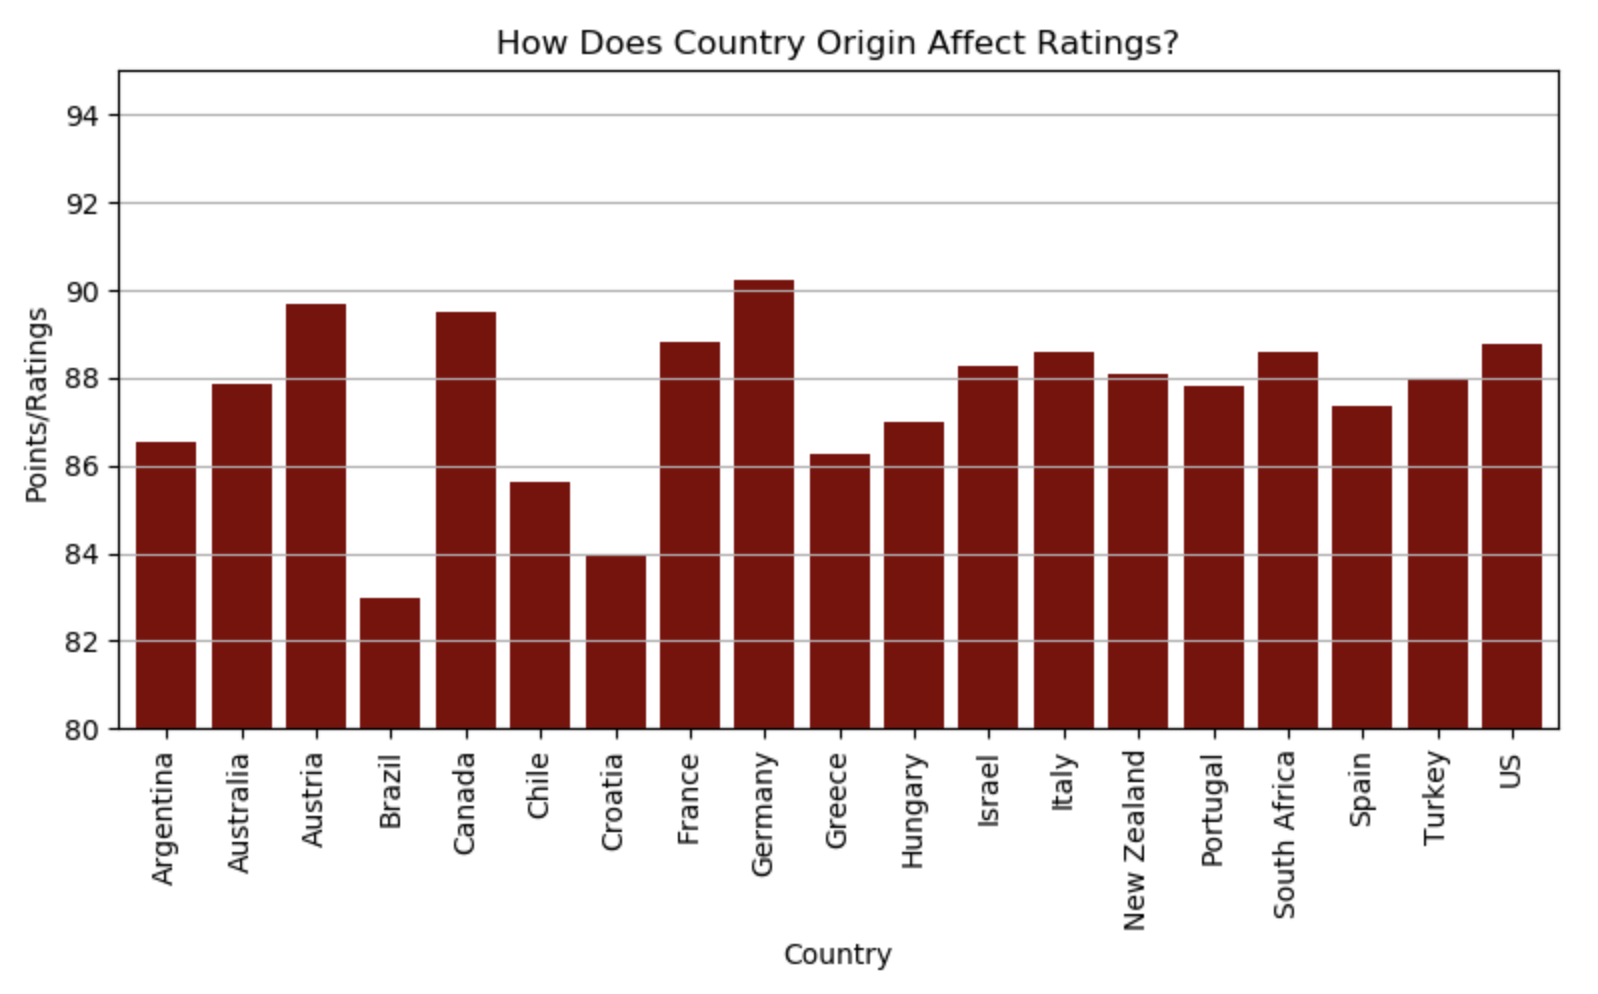 How Does Country Origin Affect Ratings?
Points/Ratings
94
92
90
88
86
84
82
80
Argentina
Australia
Austria
Brazil
Canada
Chile
Croatia
France
Germany
Greece
Hungary
Israel
Italy
New Zealand
Portugal
South Africa
Spain
Turkey
US
Country